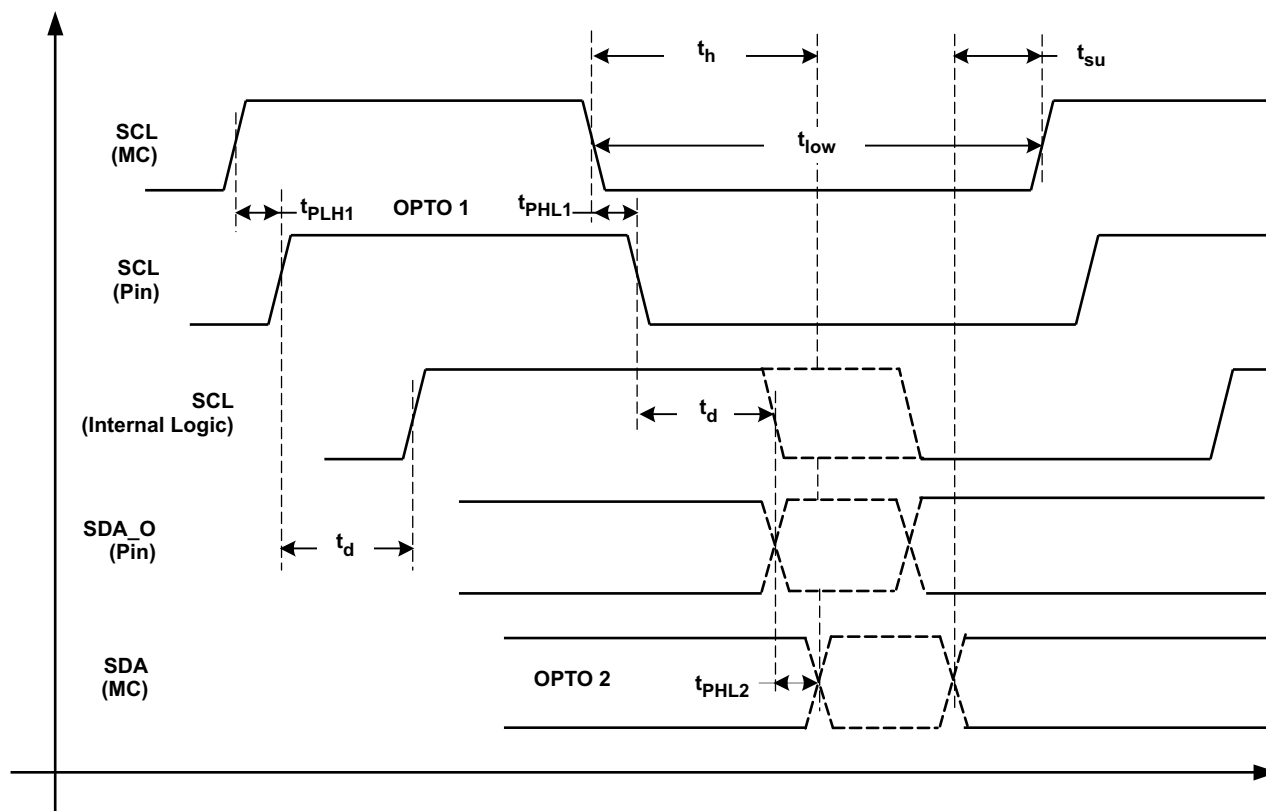 t_h
t_su
SCL
(MC)
t_low
t_PLH1
OPTO 1
t_PHL1
SCL
(Pin)
SCL
(Internal Logic)
t_d
SDA_O
(Pin)
t_d
SDA
(MC)
OPTO 2
t_PHL2